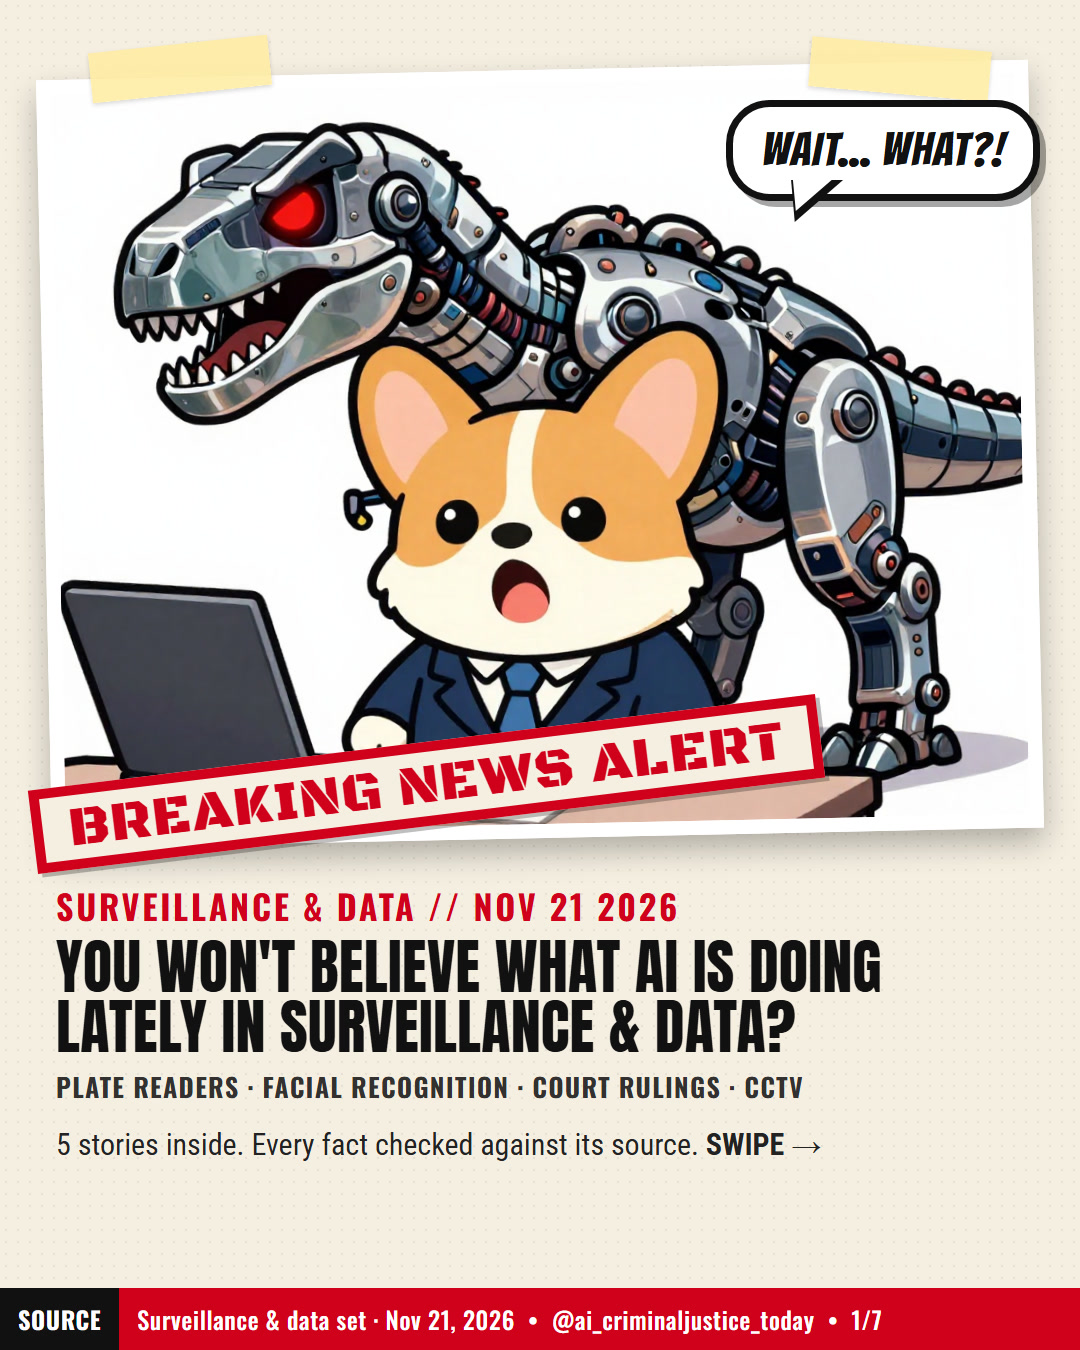 WAIT... WHAT?!
BREAKING NEWS ALERT
SURVEILLANCE & DATA // NOV 21 2026
YOU WON'T BELIEVE WHAT AI IS DOING
LATELY IN SURVEILLANCE & DATA?
PLATE READERS · FACIAL RECOGNITION · COURT RULINGS · CCTV
5 stories inside. Every fact checked against its source. SWIPE →
SOURCE Surveillance & data set · Nov 21, 2026 • @ai_criminaljustice_today • 1/7